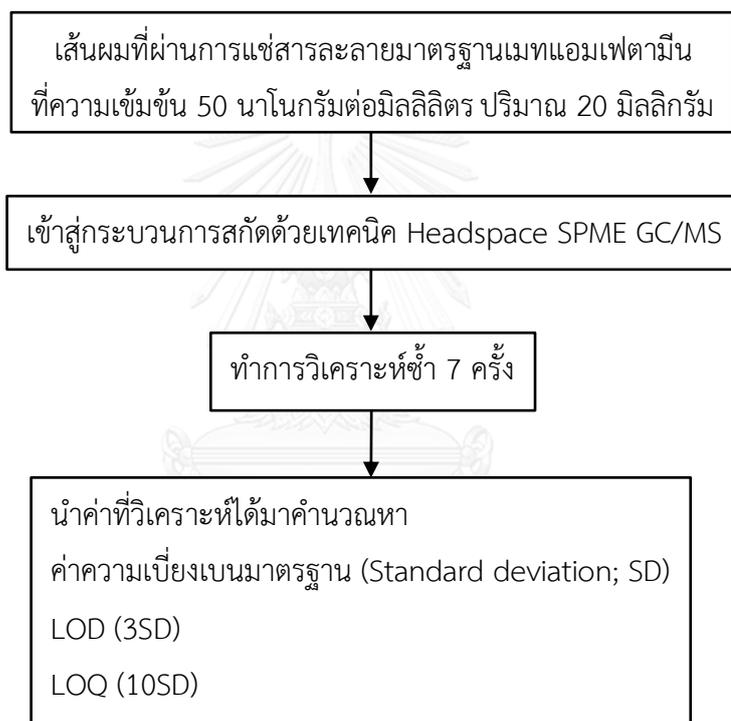 เส้นผมที่ผ่านการแช่สารละลายมาตรฐานเมทแอมเฟตามีน
ที่ความเข้มข้น 50 นาโนกรัมต่อมิลลิลิตร ปริมาณ 20 มิลลิกรัม
เข้าสู่กระบวนการสกัดด้วยเทคนิค Headspace SPME GC/MS
ทำการวิเคราะห์ซ้ำ 7 ครั้ง
นำค่าที่วิเคราะห์ได้มาคำนวณหา
ค่าความเบี่ยงเบนมาตรฐาน (Standard deviation; SD)
LOD (3SD)
LOQ (10SD)